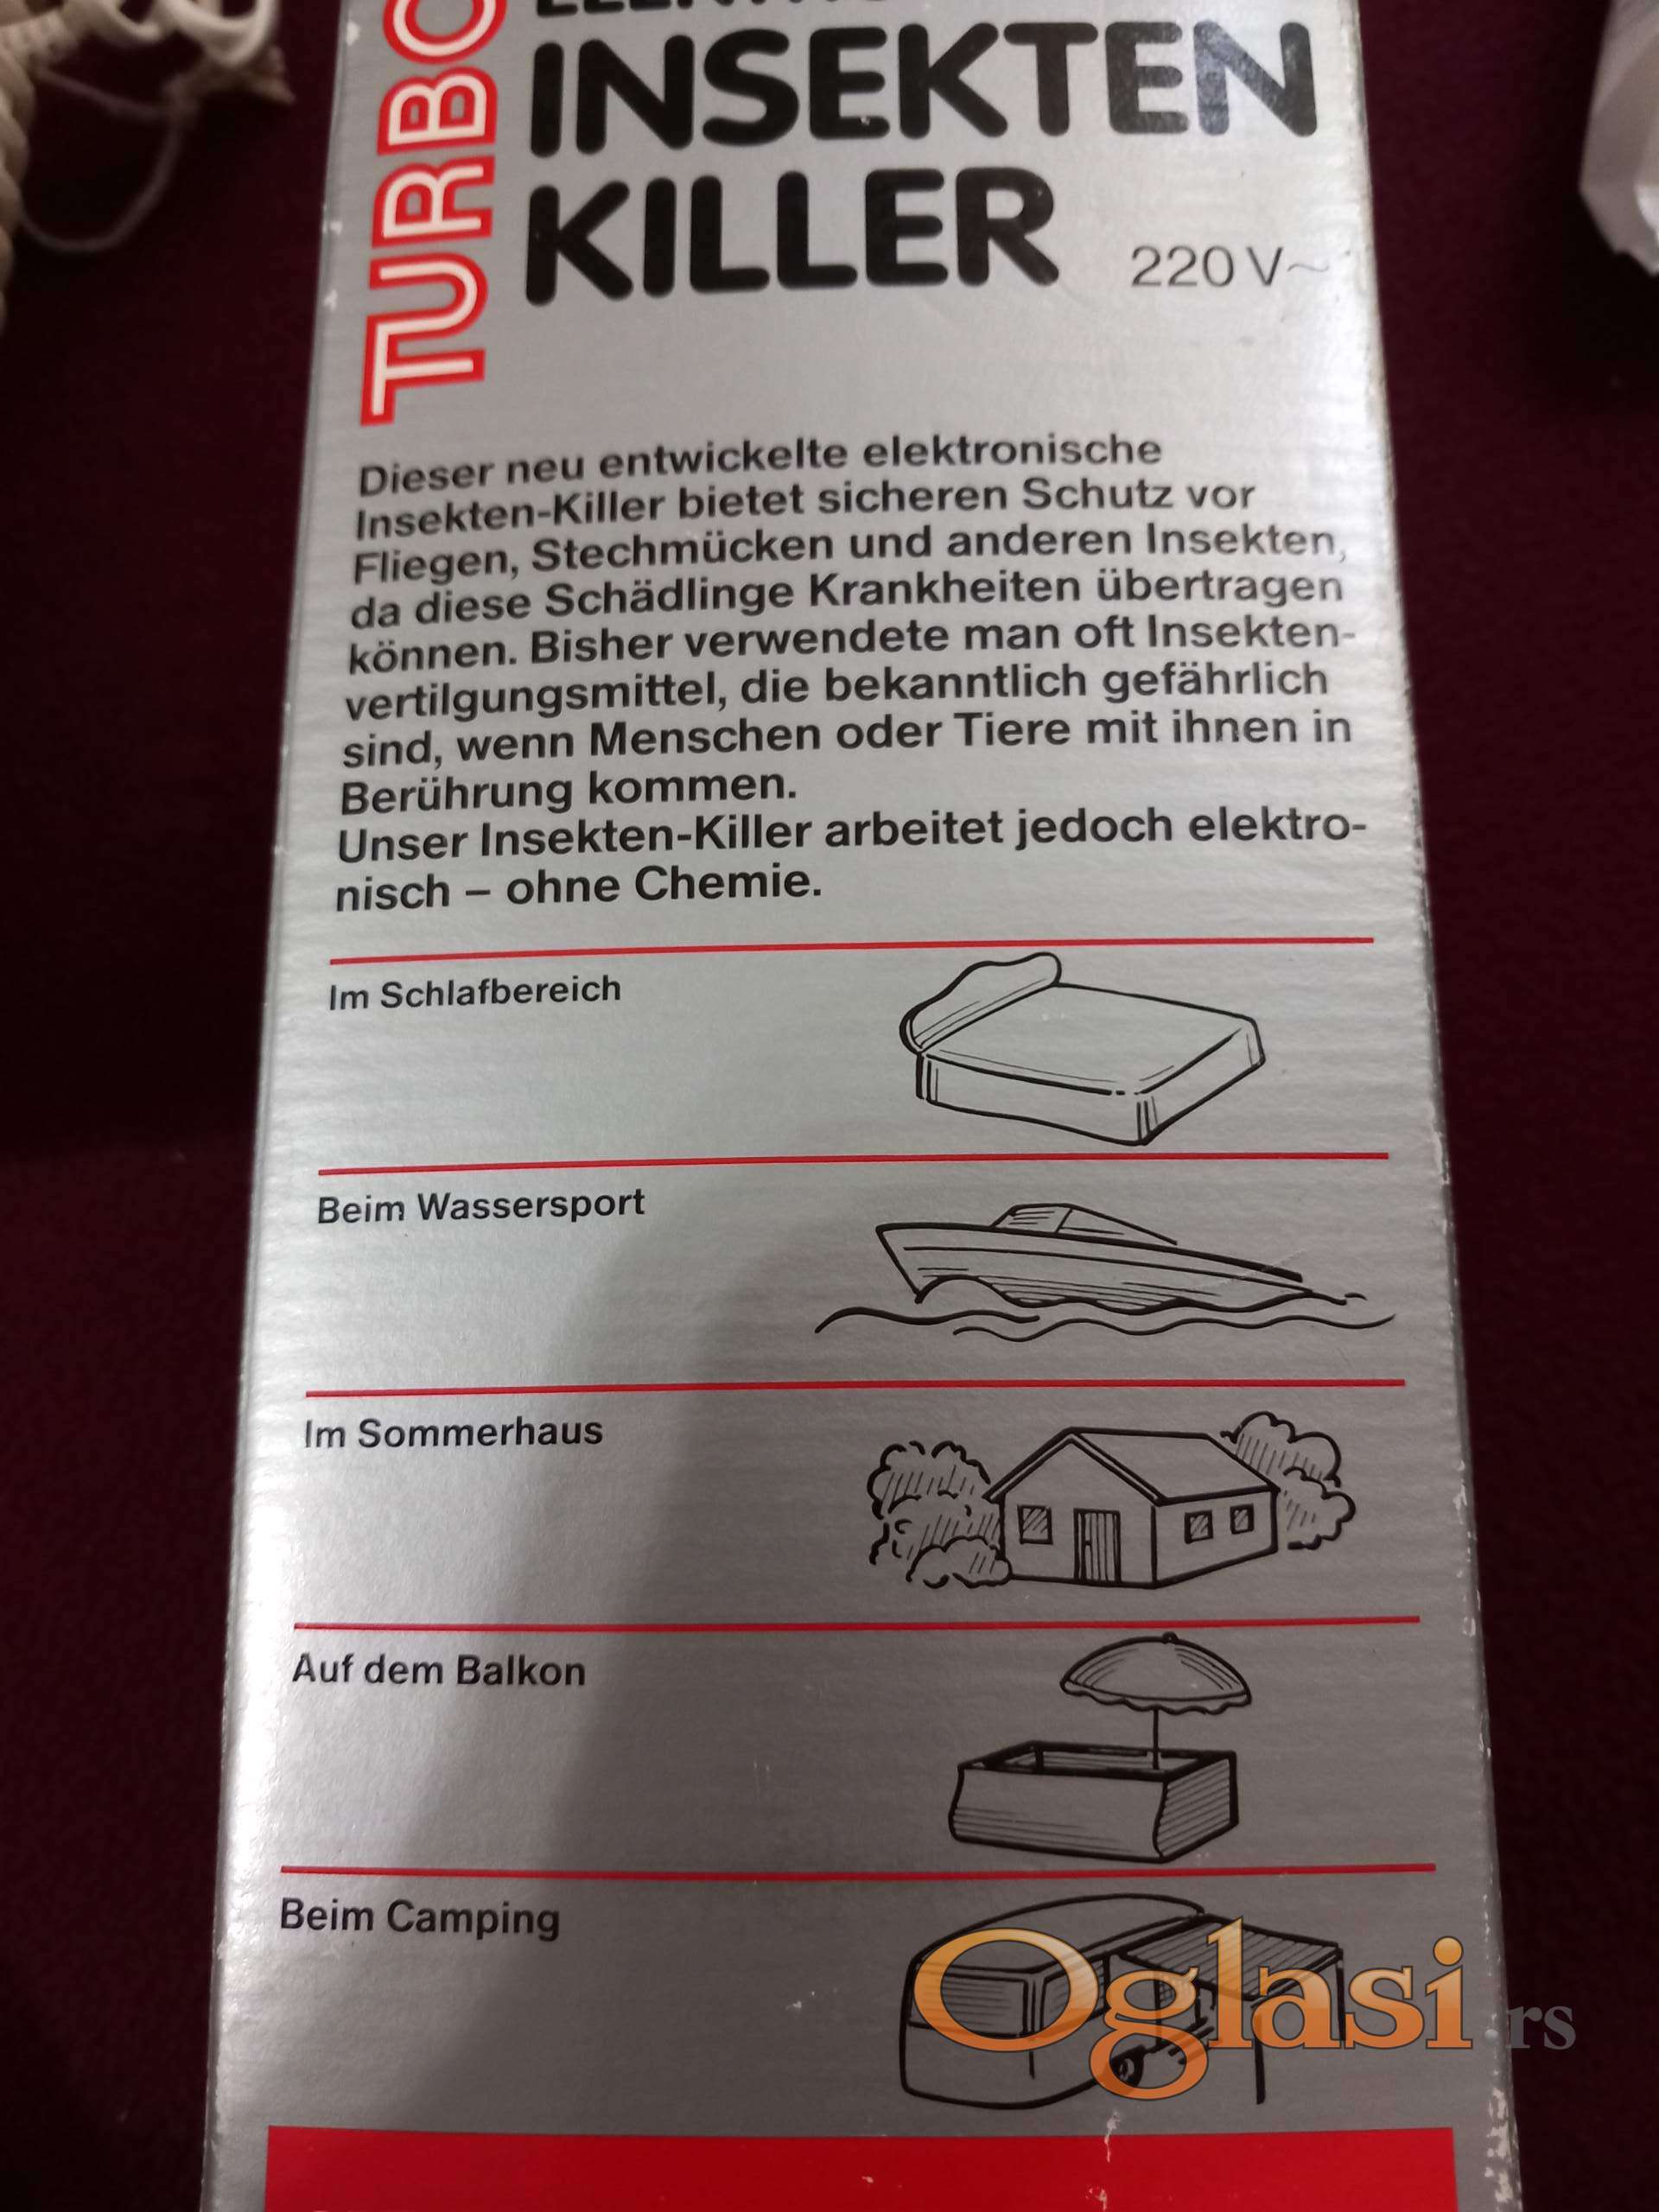 TURBO
INSEKTEN
KILLER
220 V~
Dieser neu entwickelte elektronische
Insekten-Killer bietet sicheren Schutz vor
Fliegen, Stechmücken und anderen Insekten,
da diese Schädlinge Krankheiten übertragen
können. Bisher verwendete man oft Insekten-
vertilgungsmittel, die bekanntlich gefährlich
sind, wenn Menschen oder Tiere mit ihnen in
Berührung kommen.
Unser Insekten-Killer arbeitet jedoch elektro-
nisch – ohne Chemie.
Im Schlafbereich
Beim Wassersport
Im Sommerhaus
Auf dem Balkon
Beim Camping
Oglasi.rs